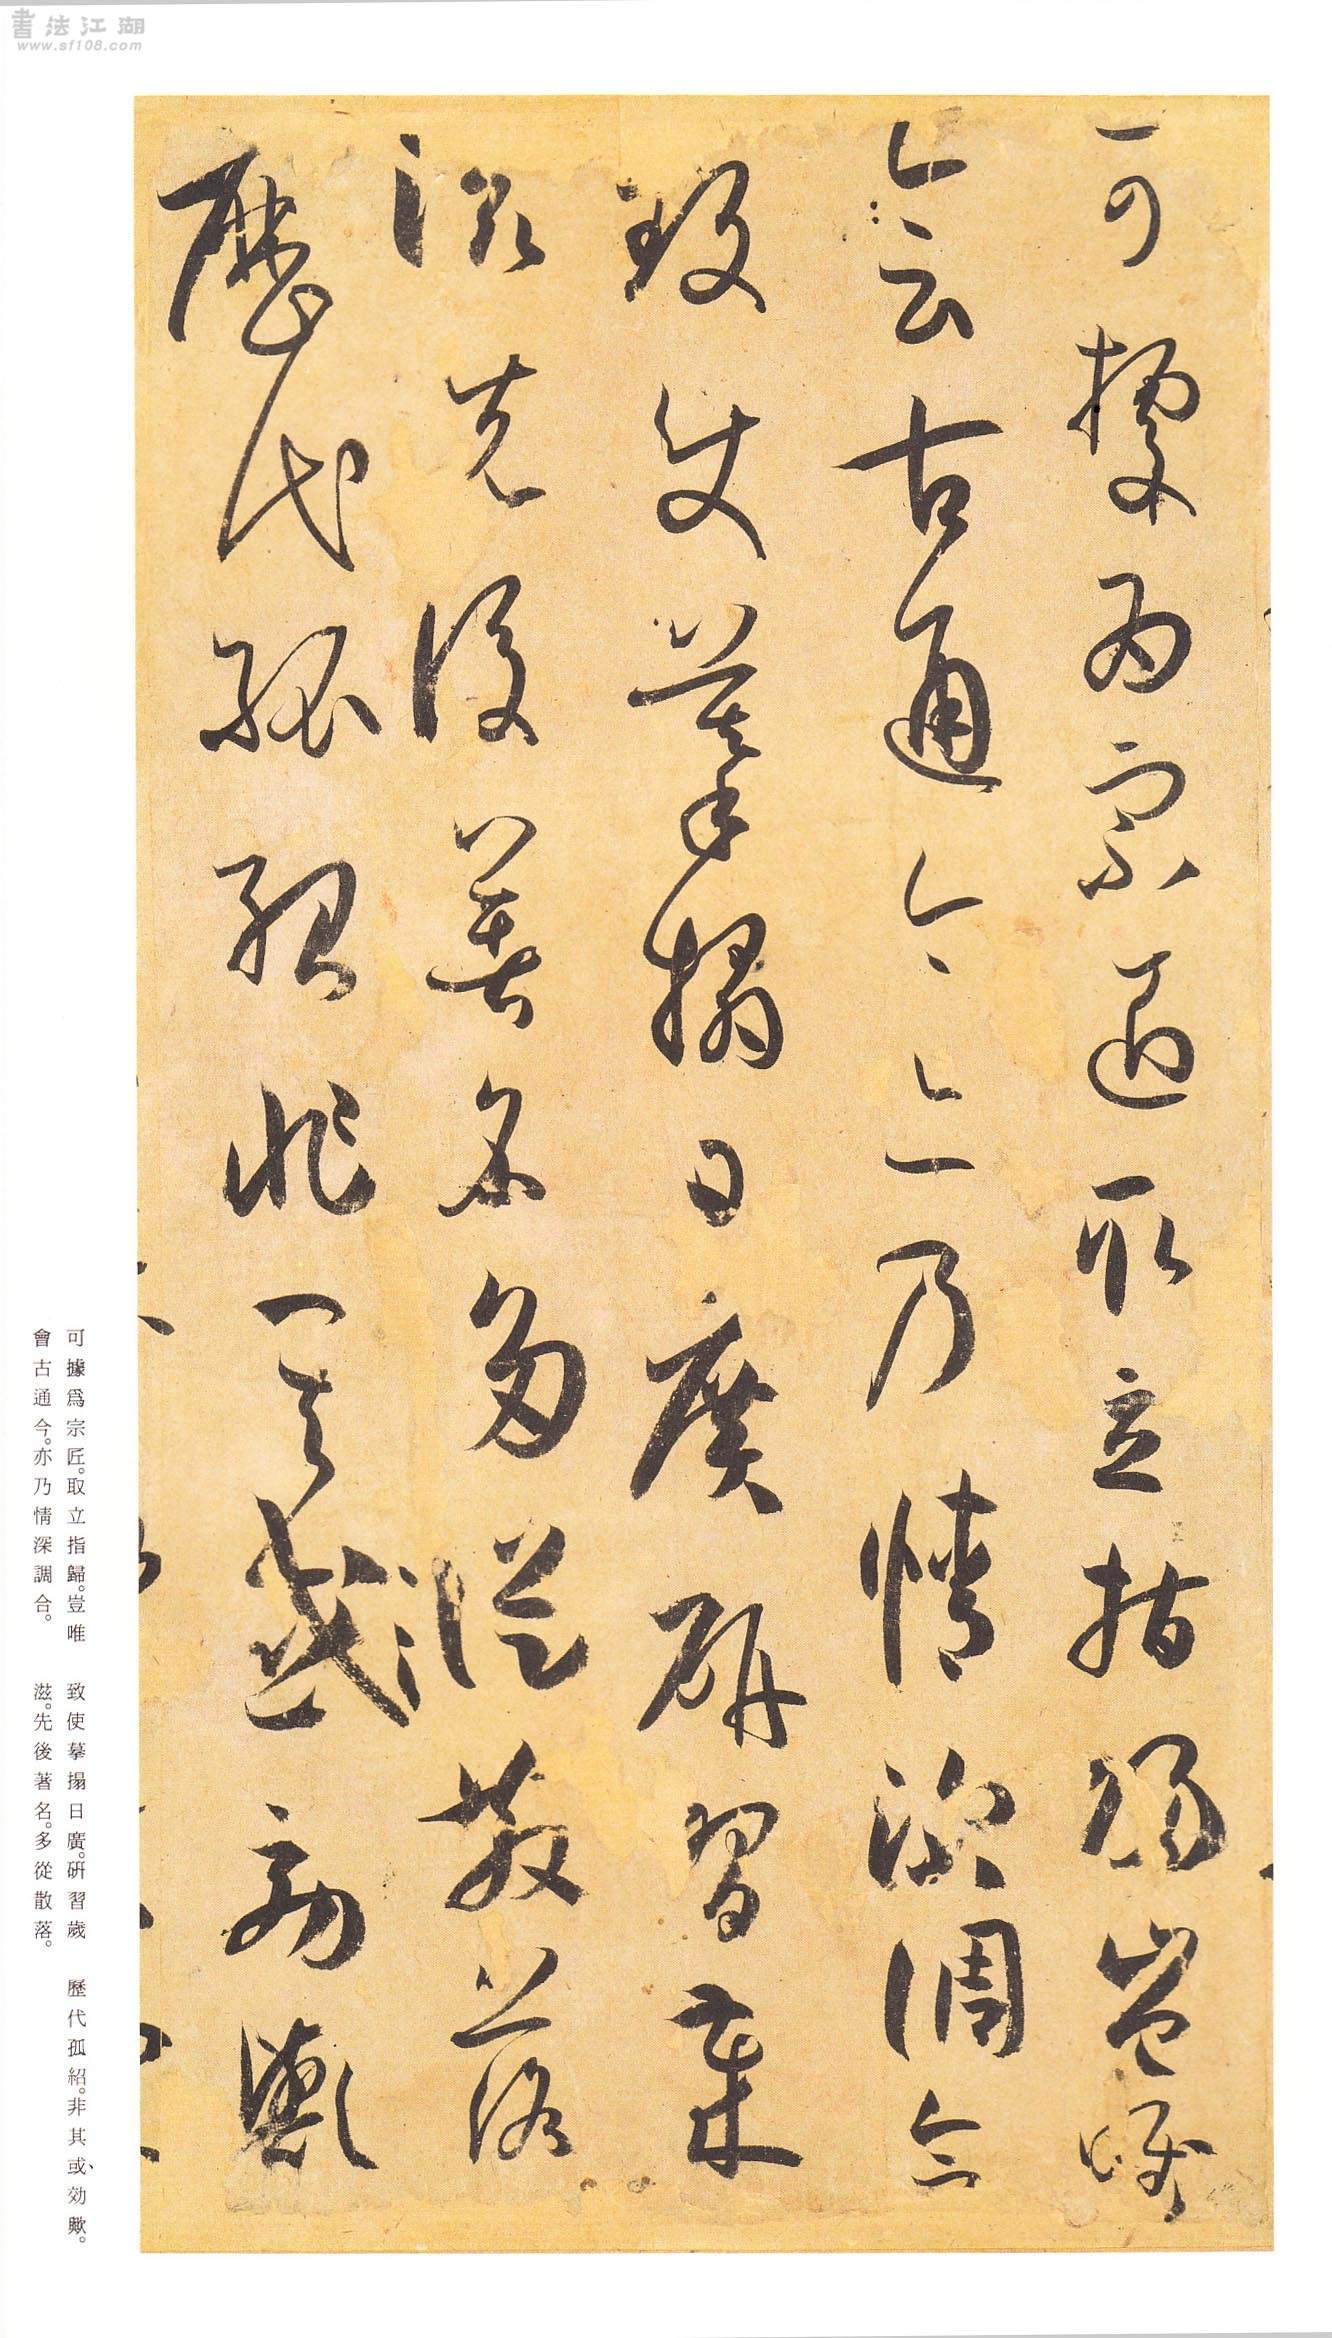 書法江湖
www.sf108.com
可據爲宗匠取立指歸豈唯
會古通今亦乃情深調合
致使摹搨日廣研習歲
滋先後著名多從散落
歷代孤紹非其効歟
可據爲宗匠。取立指歸。豈唯
會古通今。亦乃情深調合。
致使摹搨日廣。研習歲
滋。先後著名。多從散落。
歷代孤紹。非其或、効歟。